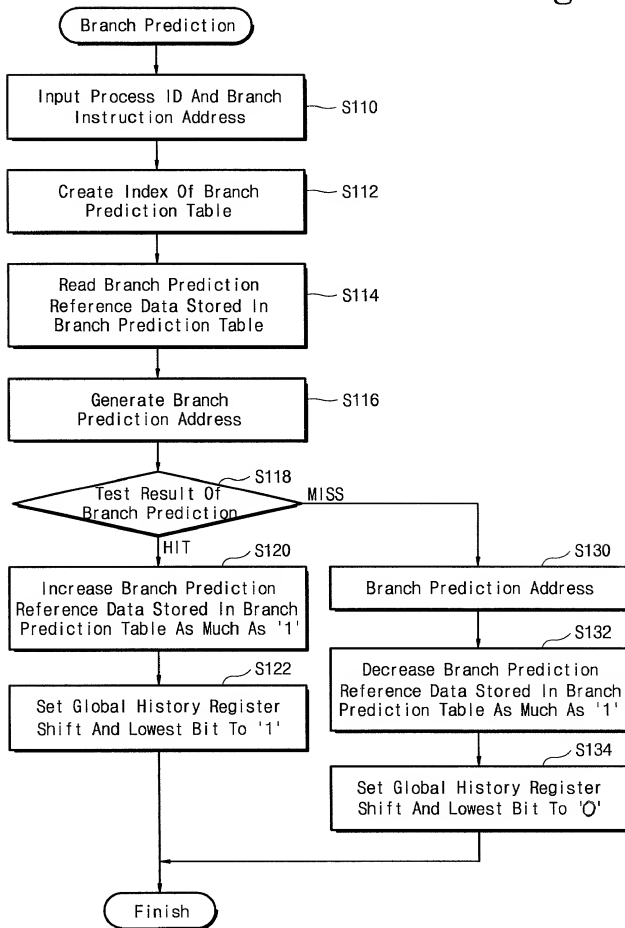 Branch Prediction
Input Process ID And Branch
Instruction Address
S110
Create Index Of Branch
Prediction Table
S112
Read Branch Prediction
Reference Data Stored In
Branch Prediction Table
S114
Generate Branch
Prediction Address
S116
S118
Test Result Of
Branch Prediction
MISS
HIT
S120
Increase Branch Prediction
Reference Data Stored In Branch
Prediction Table As Much As '1'
S122
Set Global History Register
Shift And Lowest Bit To '1'
S130
Branch Prediction Address
S132
Decrease Branch Prediction
Reference Data Stored In Branch
Prediction Table As Much As '1'
S134
Set Global History Register
Shift And Lowest Bit To 'O'
Finish